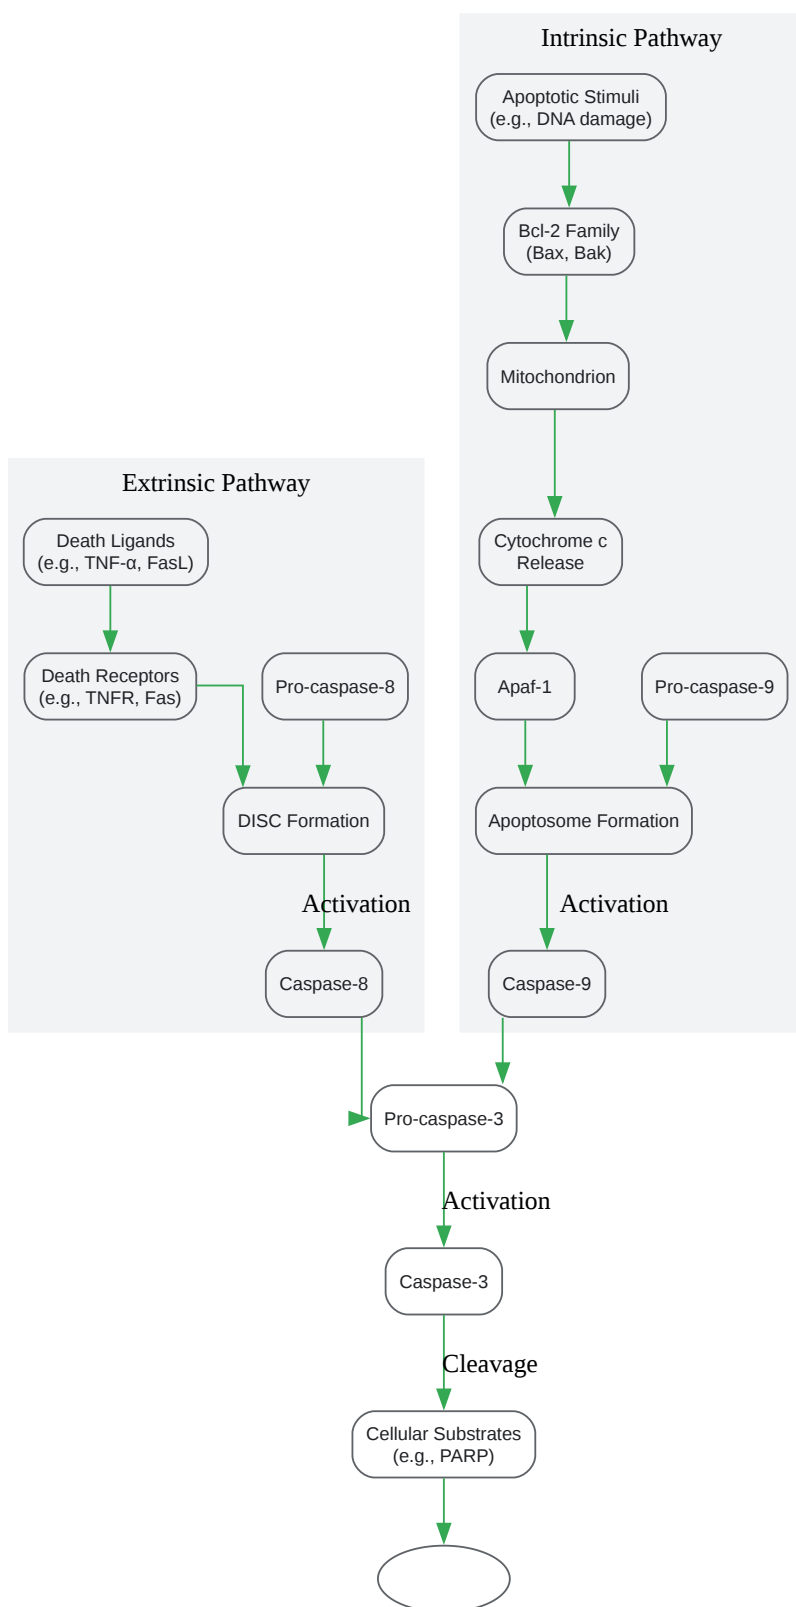 Intrinsic Pathway
Apoptotic Stimuli
(e.g., DNA damage)
Bcl-2 Family
(Bax, Bak)
Mitochondrion
Extrinsic Pathway
Death Ligands
(e.g., TNF-α, FasL)
Cytochrome c
Release
Death Receptors
(e.g., TNFR, Fas)
Pro-caspase-8
Apaf-1
Pro-caspase-9
DISC Formation
Apoptosome Formation
Activation
Activation
Caspase-8
Caspase-9
Pro-caspase-3
Activation
Caspase-3
Cleavage
Cellular Substrates
(e.g., PARP)